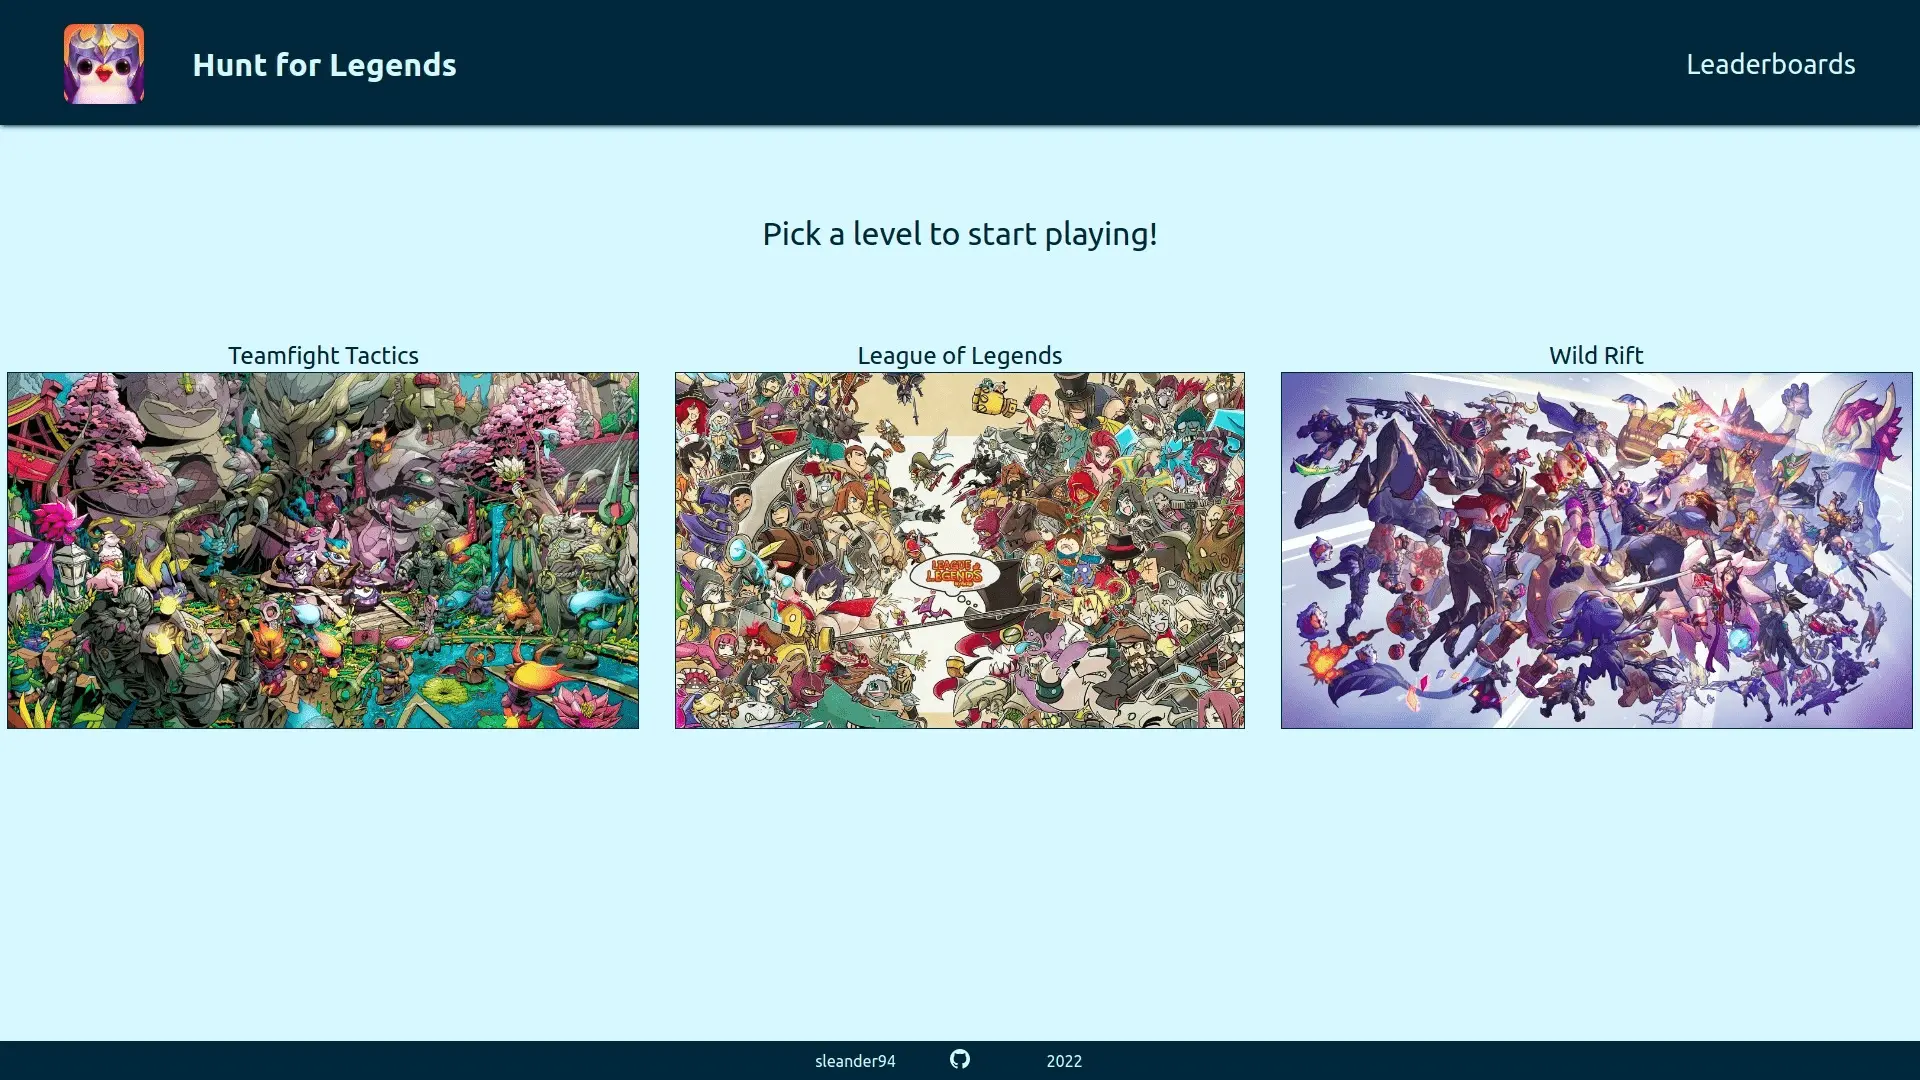 Hunt for Legends
Leaderboards
Pick a level to start playing!
Teamfight Tactics
League of Legends
Wild Rift
LEAGUE of
LEGENDS
sleander94
2022